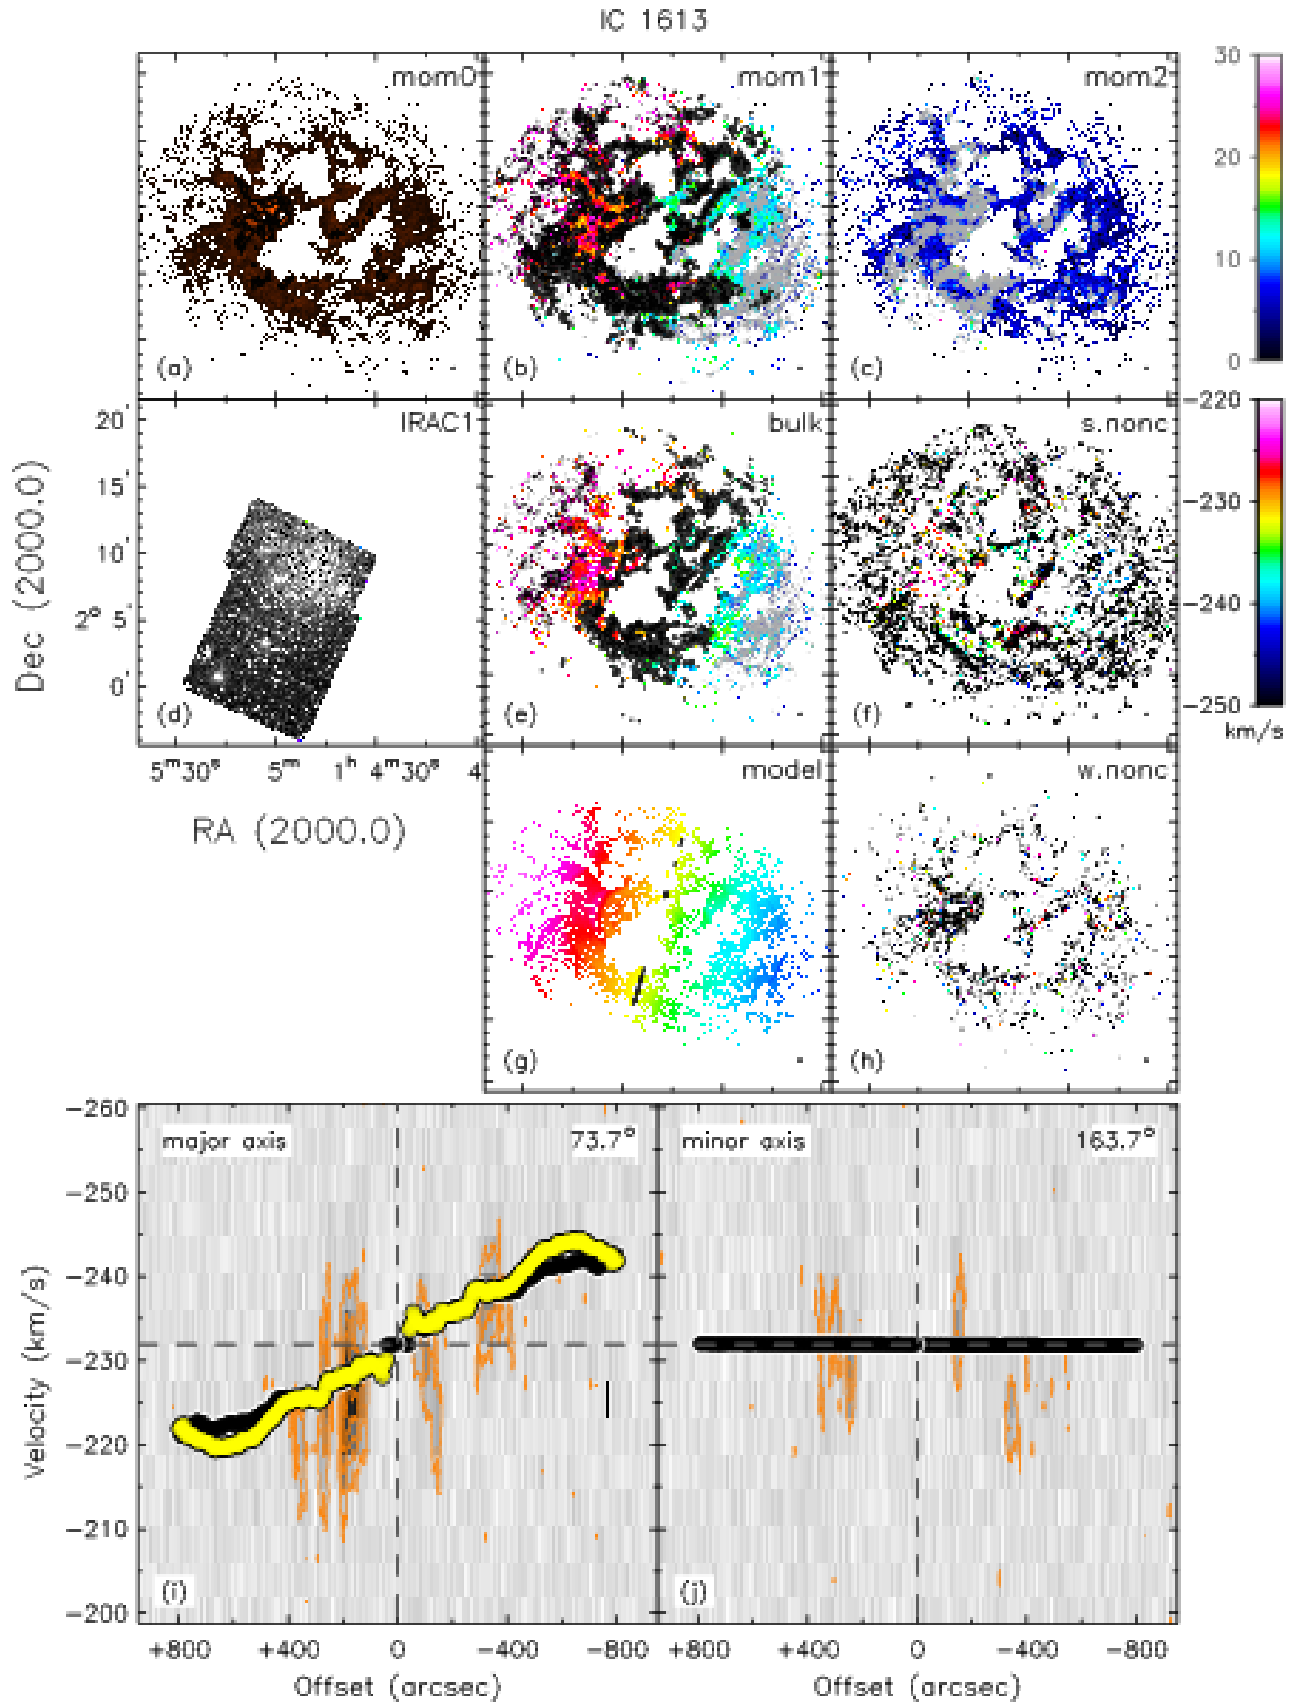 IC 1613
mom0
mom1
mom2
30
20
10
0
(a)
(b)
(c)
IRAC1
bulk
s.nonc
-220
-230
-240
-250
km/s
20'
15'
10'
2° 5'
0'
Dec (2000.0)
(d)
(e)
(f)
5ᵐ30ˢ 5ᵐ 1ʰ 4ᵐ30ˢ 4
RA (2000.0)
model
w.nonc
(g)
(h)
-260
-250
-240
-230
-220
-210
-200
Velocity (km/s)
major axis 73.7°
minor axis 163.7°
(i)
(j)
+800 +400 0 -400 -800
+800 +400 0 -400 -800
Offset (arcsec)
Offset (arcsec)